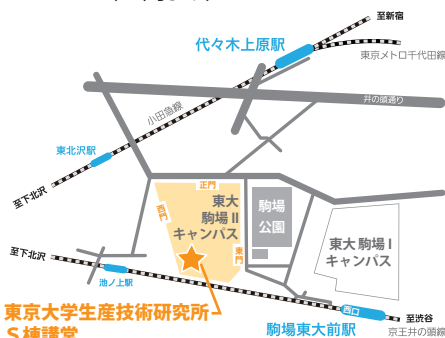 至新宿
代々木上原駅
東京メトロ千代田線
井の頭通り
小田急線
東北沢駅
至下北沢
正門
西門
東大
駒場Ⅱ
キャンパス
駒場
公園
東門
東大 駒場Ⅰ
キャンパス
至下北沢
池ノ上駅
東京大学生産技術研究所
S棟講堂
駒場東大前駅
西口
至渋谷
京王井の頭線